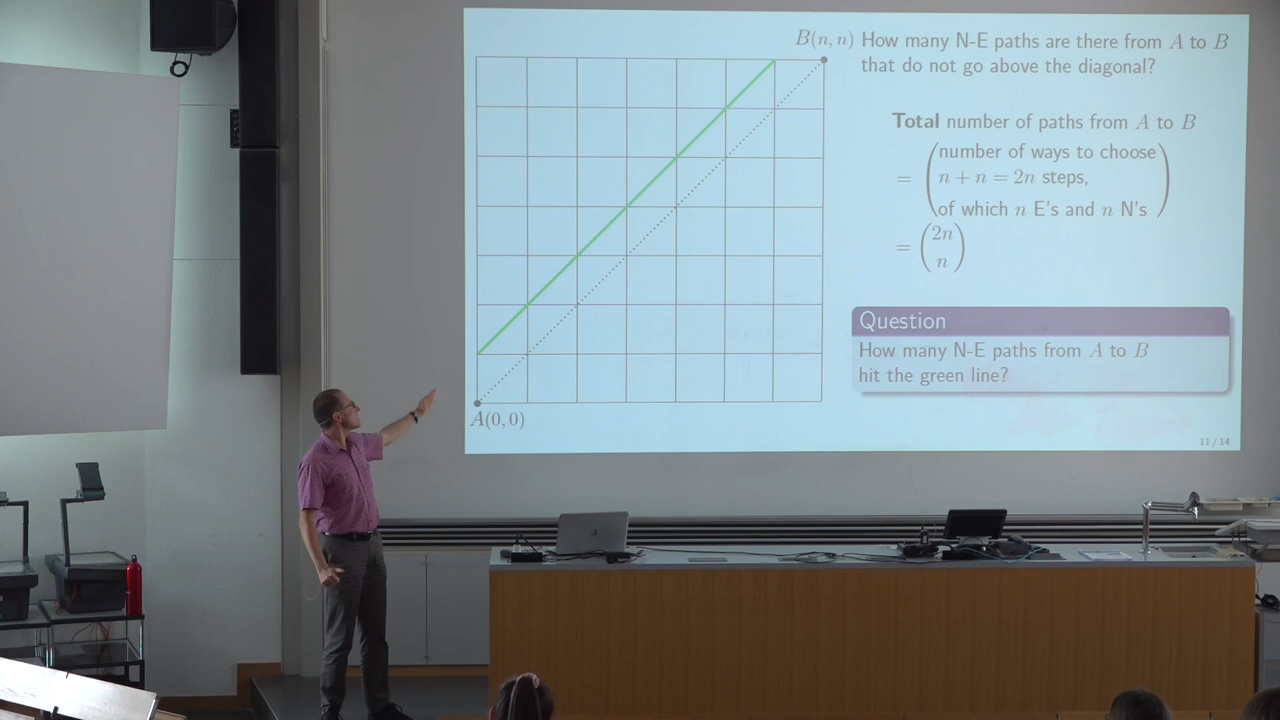 B(n, n)
How many N-E paths are there from A to B
that do not go above the diagonal?
Total number of paths from A to B
= (number of ways to choose
n + n = 2n steps,
of which n E's and n N's)
= (2n
n)
Question
How many N-E paths from A to B
hit the green line?
A(0, 0)
11 / 14